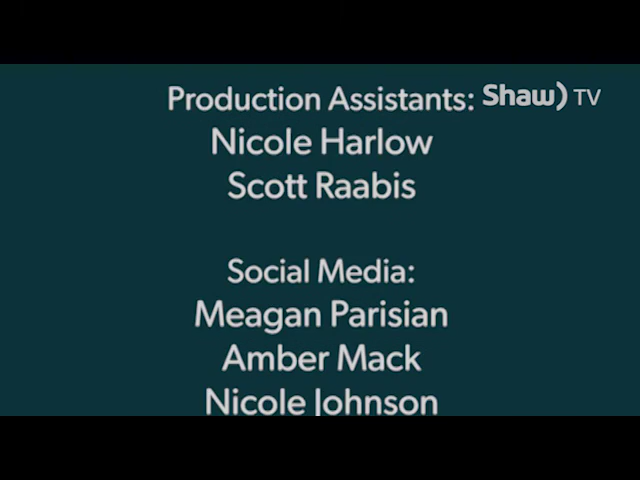 Production Assistants:
Shaw) TV
Nicole Harlow
Scott Raabis
Social Media:
Meagan Parisian
Amber Mack
Nicole Johnson